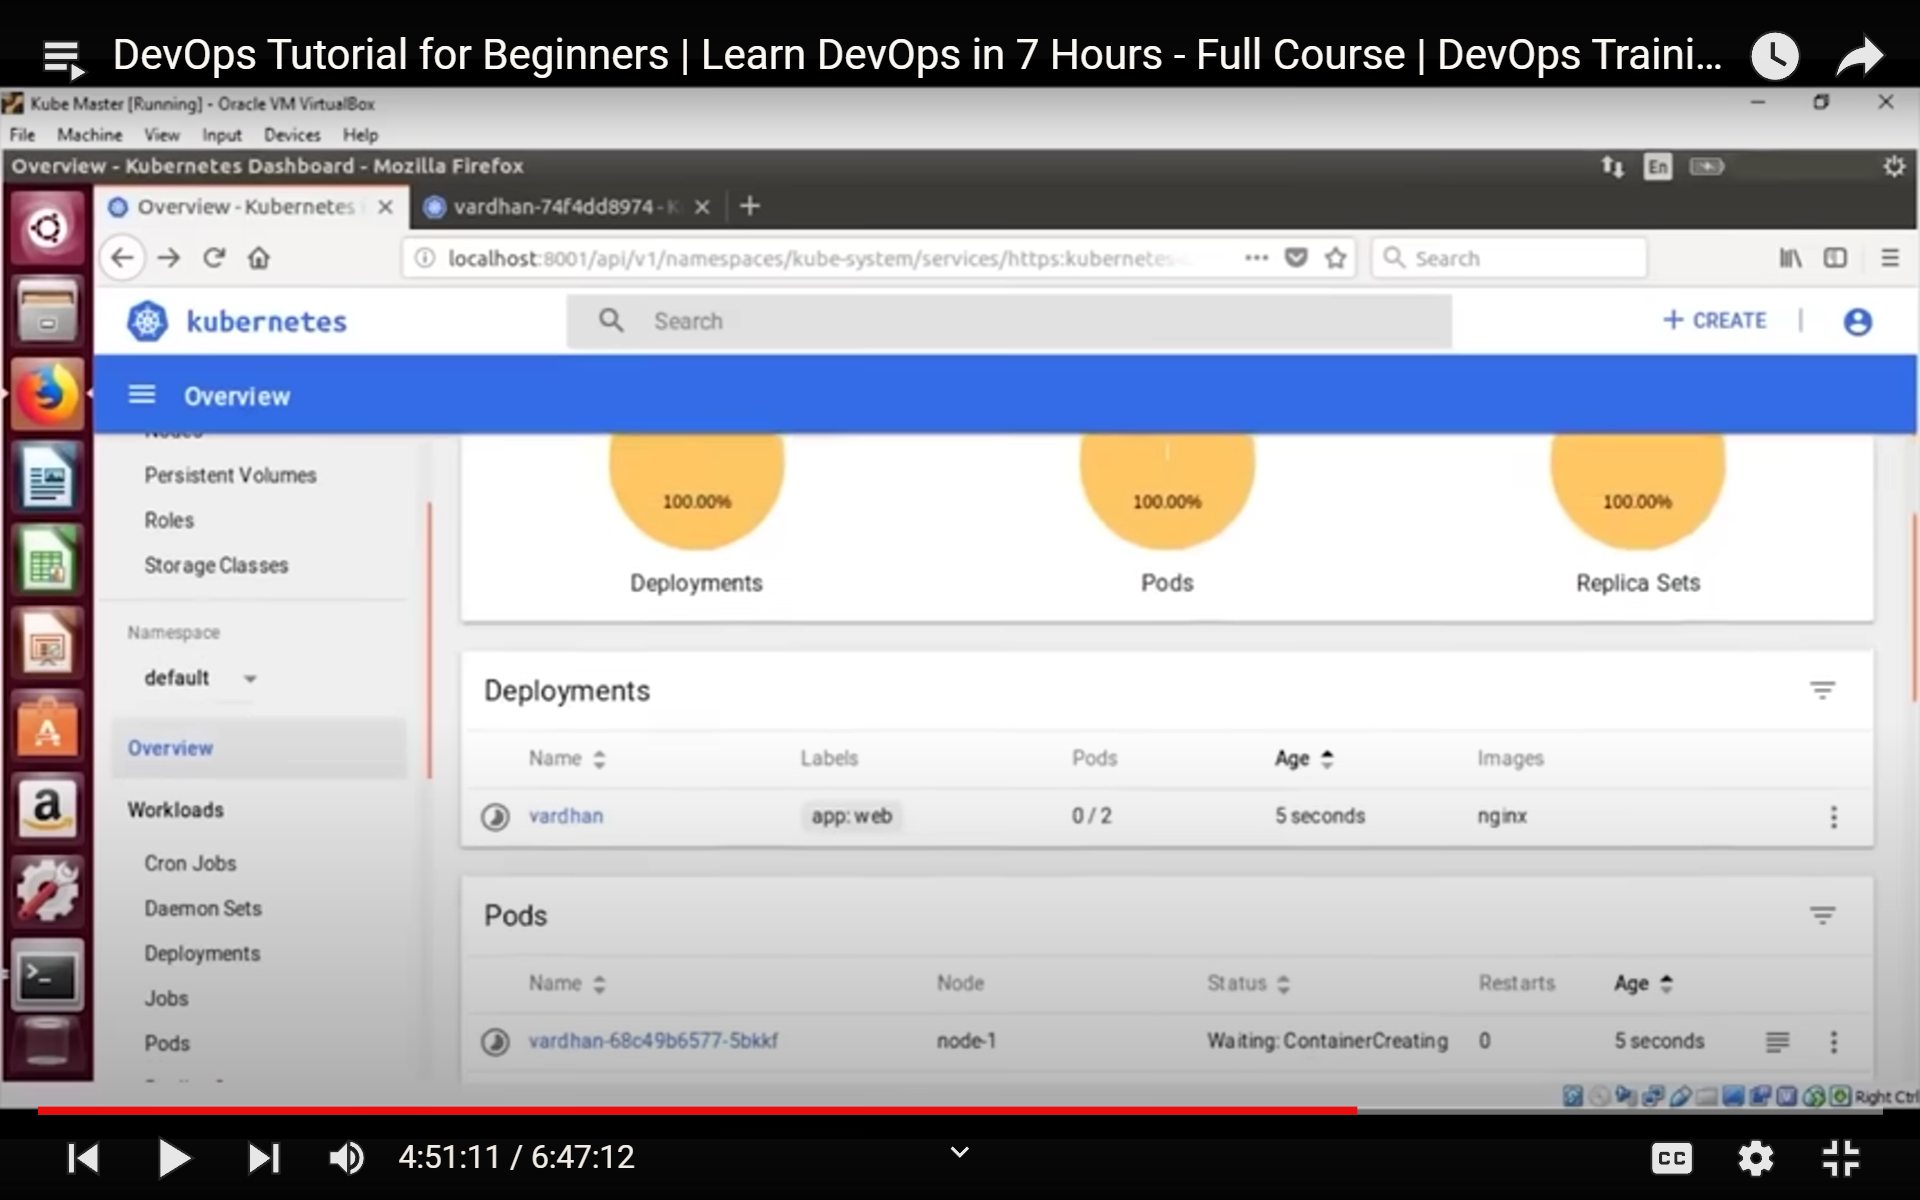 DevOps Tutorial for Beginners | Learn DevOps in 7 Hours - Full Course | DevOps Traini...
Kube Master [Running] - Oracle VM VirtualBox
File Machine View Input Devices Help
Overview - Kubernetes Dashboard - Mozilla Firefox
En
Overview - Kubernetes
vardhan-74f4dd8974 - K
localhost:8001/api/v1/namespaces/kube-system/services/https:kubernetes-
Search
kubernetes
Search
+ CREATE
Overview
Nodes
Persistent Volumes
Roles
Storage Classes
Namespace
default
Overview
Workloads
Cron Jobs
Daemon Sets
Deployments
Jobs
Pods
100.00%
100.00%
100.00%
Deployments
Pods
Replica Sets
Deployments
Name Labels Pods Age Images
vardhan app: web 0 / 2 5 seconds nginx
Pods
Name Node Status Restarts Age
vardhan-68c49b6577-5bkkf node-1 Waiting: ContainerCreating 0 5 seconds
Right Ctrl
4:51:11 / 6:47:12
CC